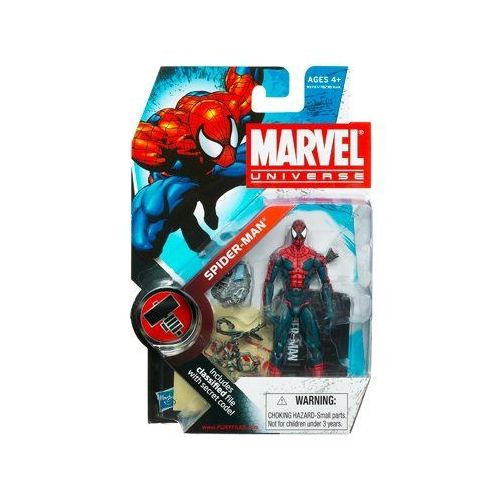 AGES 4+
MARVEL
UNIVERSE
SPIDER-MAN
Includes
classified file
with secret code!
Hasbro
WARNING:
CHOKING HAZARD-Small parts.
Not for children under 3 years.